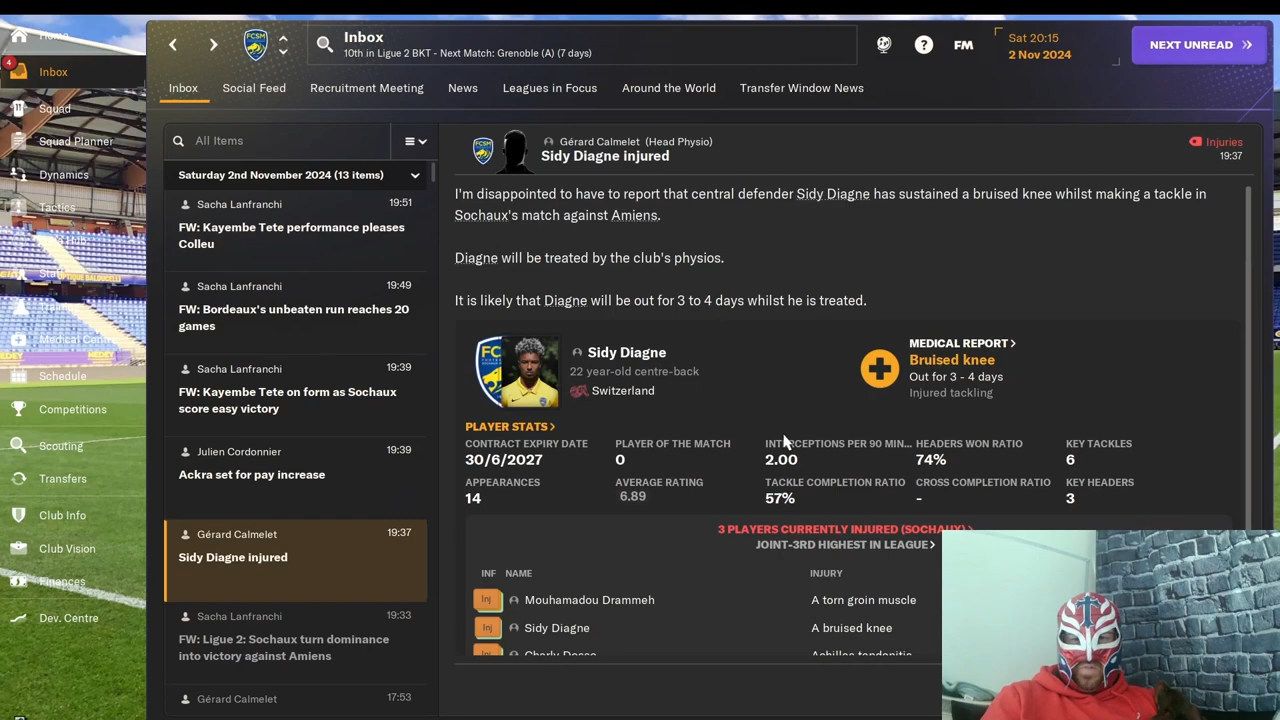 Home
4
Inbox
Squad
Squad Planner
Dynamics
Tactics
Medical Centre
Schedule
Competitions
Scouting
Transfers
Club Info
Club Vision
Finances
Dev. Centre
Inbox
10th in Ligue 2 BKT - Next Match: Grenoble (A) (7 days)
?
FM
Sat 20:15
2 Nov 2024
NEXT UNREAD
Inbox
Social Feed
Recruitment Meeting
News
Leagues in Focus
Around the World
Transfer Window News
All Items
Saturday 2nd November 2024 (13 items)
Sacha Lanfranchi 19:51
FW: Kayembe Tete performance pleases
Colleu
Sacha Lanfranchi 19:49
FW: Bordeaux's unbeaten run reaches 20
games
Sacha Lanfranchi 19:39
FW: Kayembe Tete on form as Sochaux
score easy victory
Julien Cordonnier 19:39
Ackra set for pay increase
Gérard Calmelet 19:37
Sidy Diagne injured
Sacha Lanfranchi 19:33
FW: Ligue 2: Sochaux turn dominance
into victory against Amiens
Gérard Calmelet 17:53
Gérard Calmelet (Head Physio)
Sidy Diagne injured
Injuries
19:37
I'm disappointed to have to report that central defender Sidy Diagne has sustained a bruised knee whilst making a tackle in
Sochaux's match against Amiens.
Diagne will be treated by the club's physios.
It is likely that Diagne will be out for 3 to 4 days whilst he is treated.
FC
Sidy Diagne
22 year-old centre-back
Switzerland
MEDICAL REPORT >
Bruised knee
Out for 3 - 4 days
Injured tackling
PLAYER STATS >
CONTRACT EXPIRY DATE PLAYER OF THE MATCH INTERCEPTIONS PER 90 MIN... HEADERS WON RATIO KEY TACKLES
30/6/2027 0 2.00 74% 6
APPEARANCES AVERAGE RATING TACKLE COMPLETION RATIO CROSS COMPLETION RATIO KEY HEADERS
14 6.89 57% - 3
3 PLAYERS CURRENTLY INJURED (SOCHAUX) >
JOINT-3RD HIGHEST IN LEAGUE >
INF NAME INJURY
Inj Mouhamadou Drammeh A torn groin muscle
Inj Sidy Diagne A bruised knee